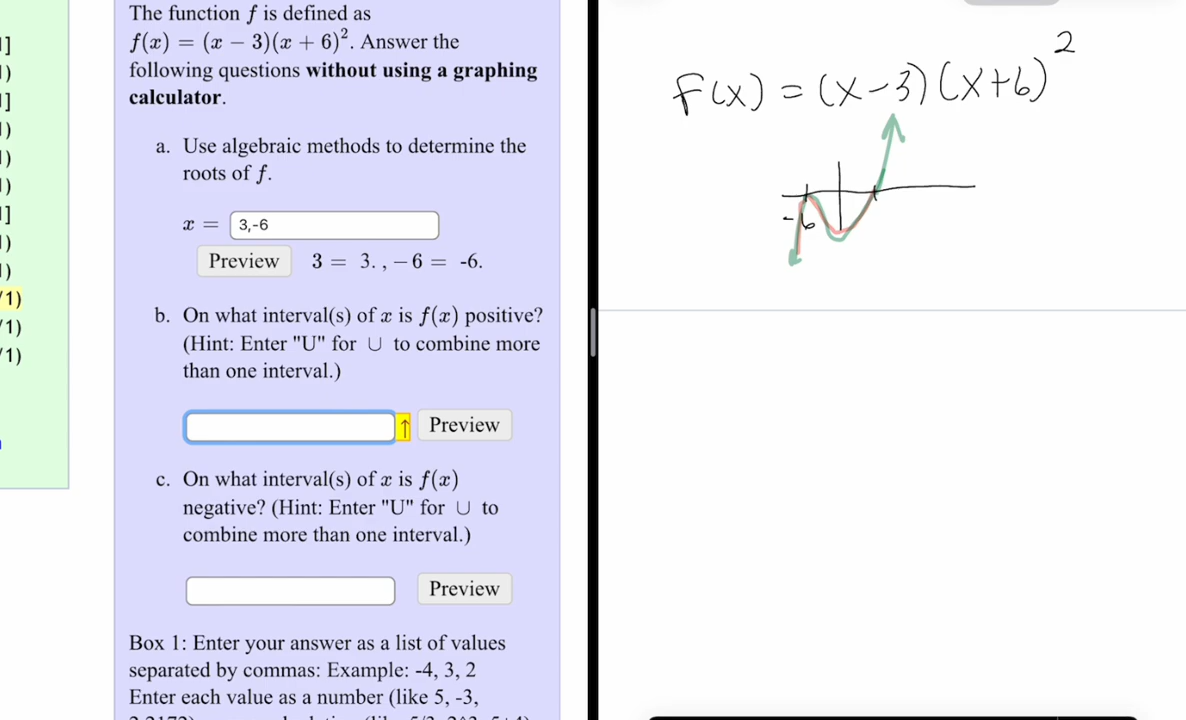 The function f is defined as
f(x) = (x − 3)(x + 6)². Answer the
following questions without using a graphing
calculator.
a. Use algebraic methods to determine the
roots of f.
x = 3,-6
Preview 3 = 3. , − 6 = -6.
b. On what interval(s) of x is f(x) positive?
(Hint: Enter "U" for ∪ to combine more
than one interval.)
↑ Preview
c. On what interval(s) of x is f(x)
negative? (Hint: Enter "U" for ∪ to
combine more than one interval.)
Preview
Box 1: Enter your answer as a list of values
separated by commas: Example: -4, 3, 2
Enter each value as a number (like 5, -3,
]
)
]
)
)
)
]
)
)
/1)
/1)
/1)
f(x) = (x-3)(x+6)²
-6